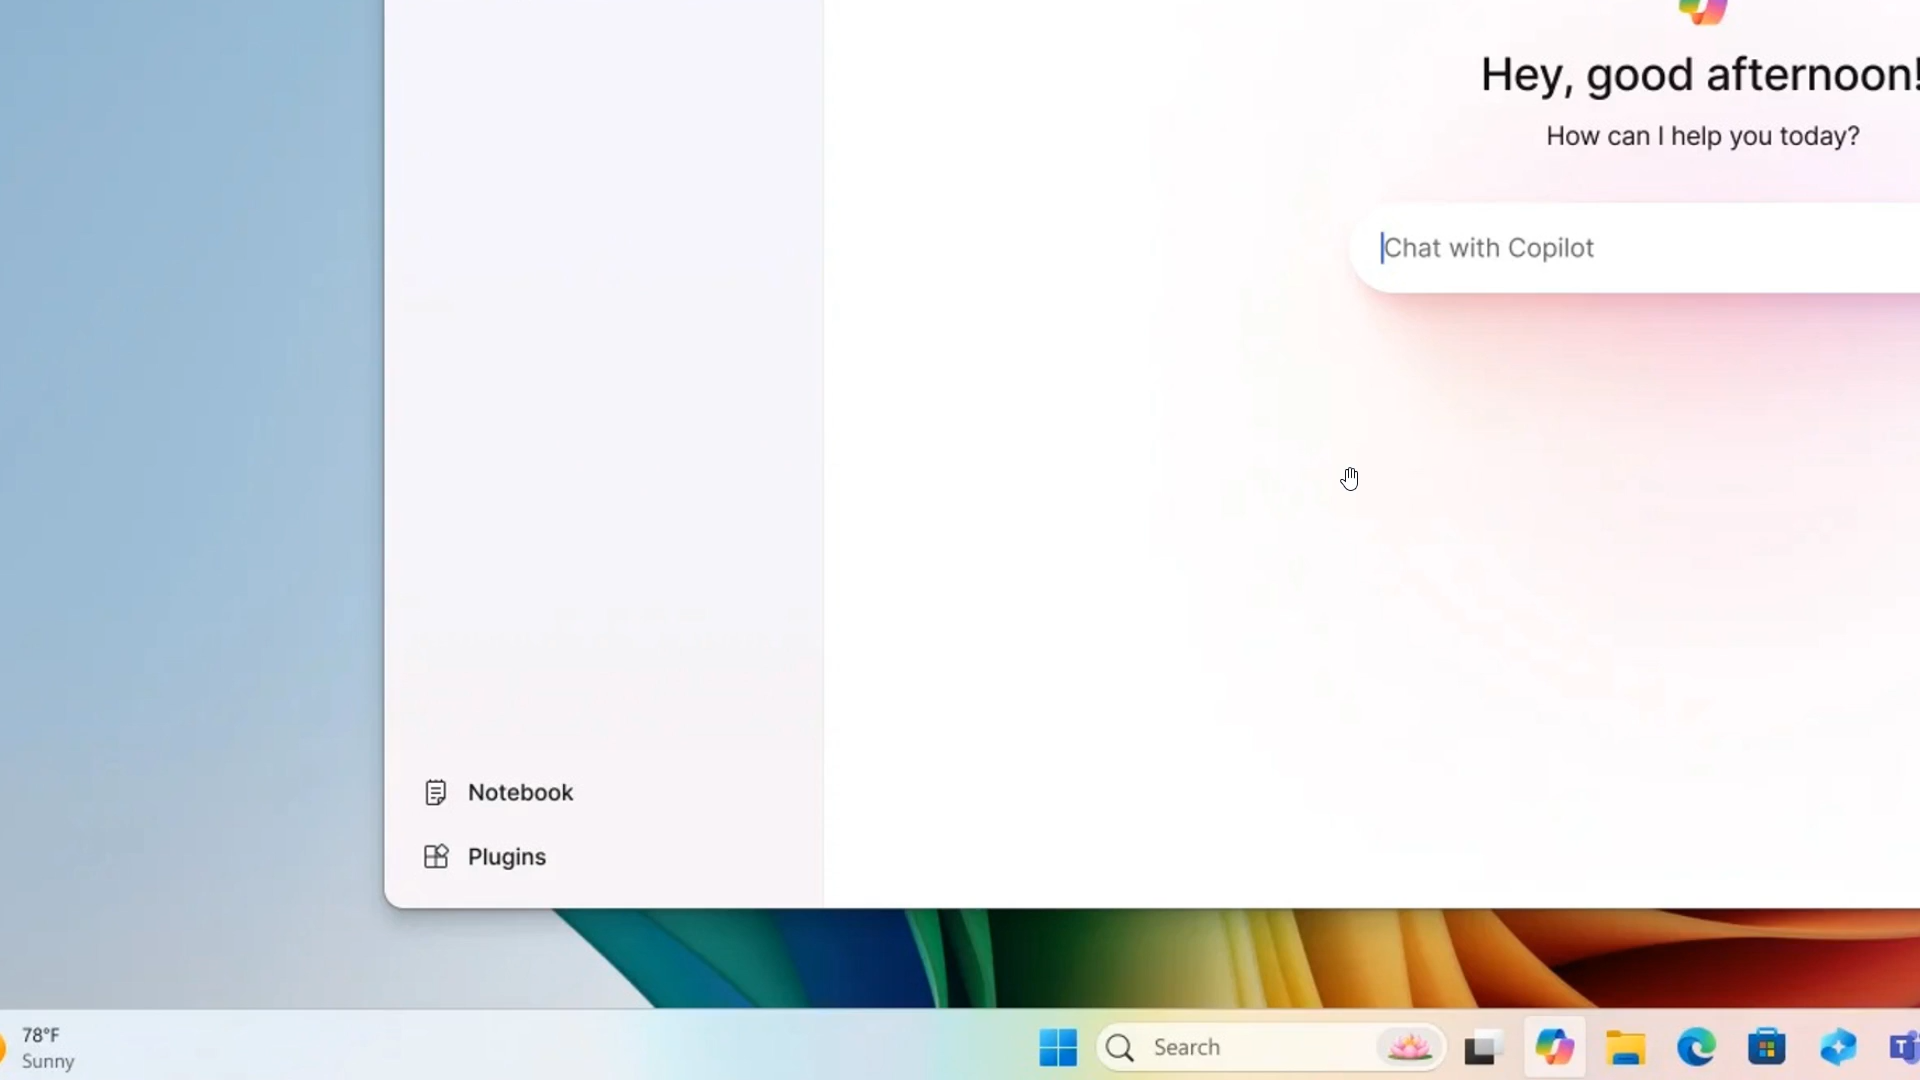 Hey, good afternoon!
How can I help you today?
Chat with Copilot
Notebook
Plugins
78°F
Sunny
Search
T